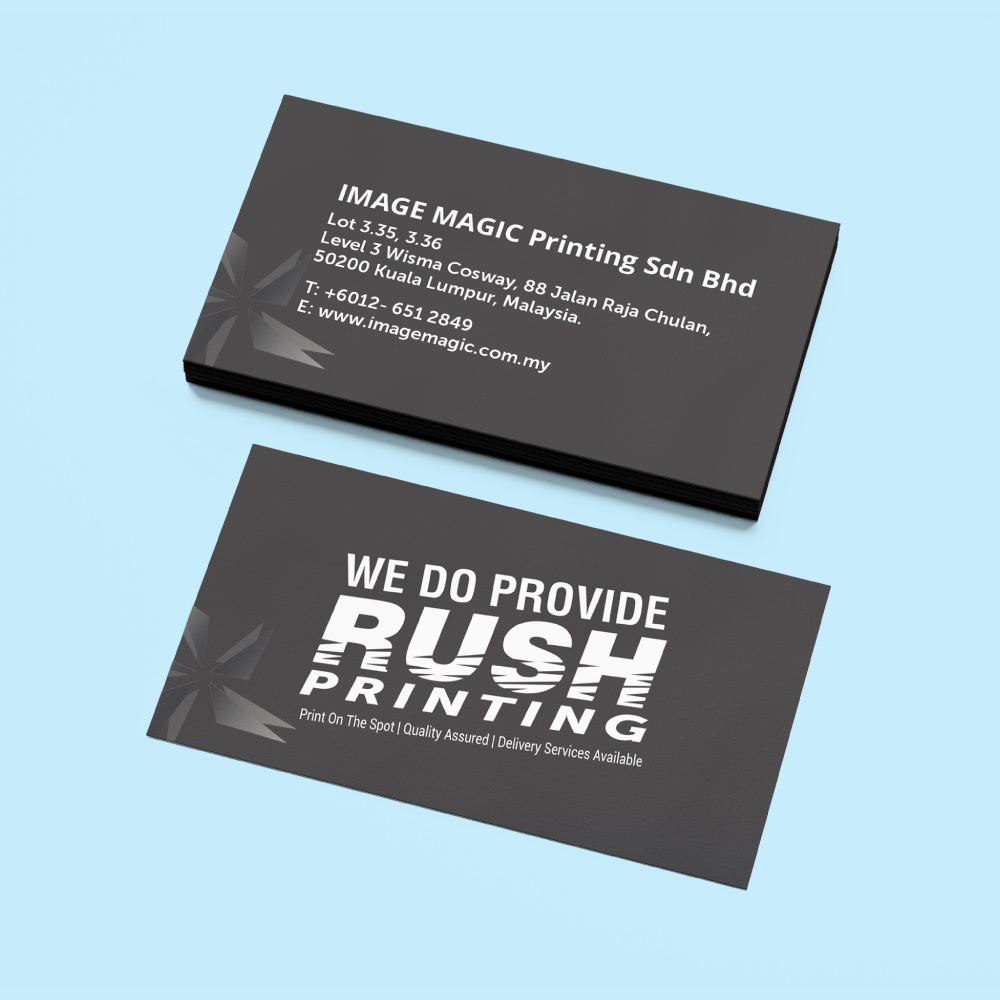 IMAGE MAGIC Printing Sdn Bhd
Lot 3.35, 3.36
Level 3 Wisma Cosway, 88 Jalan Raja Chulan,
50200 Kuala Lumpur, Malaysia.
T: +6012- 651 2849
E: www.imagemagic.com.my
WE DO PROVIDE
RUSH
PRINTING
Print On The Spot | Quality Assured | Delivery Services Available